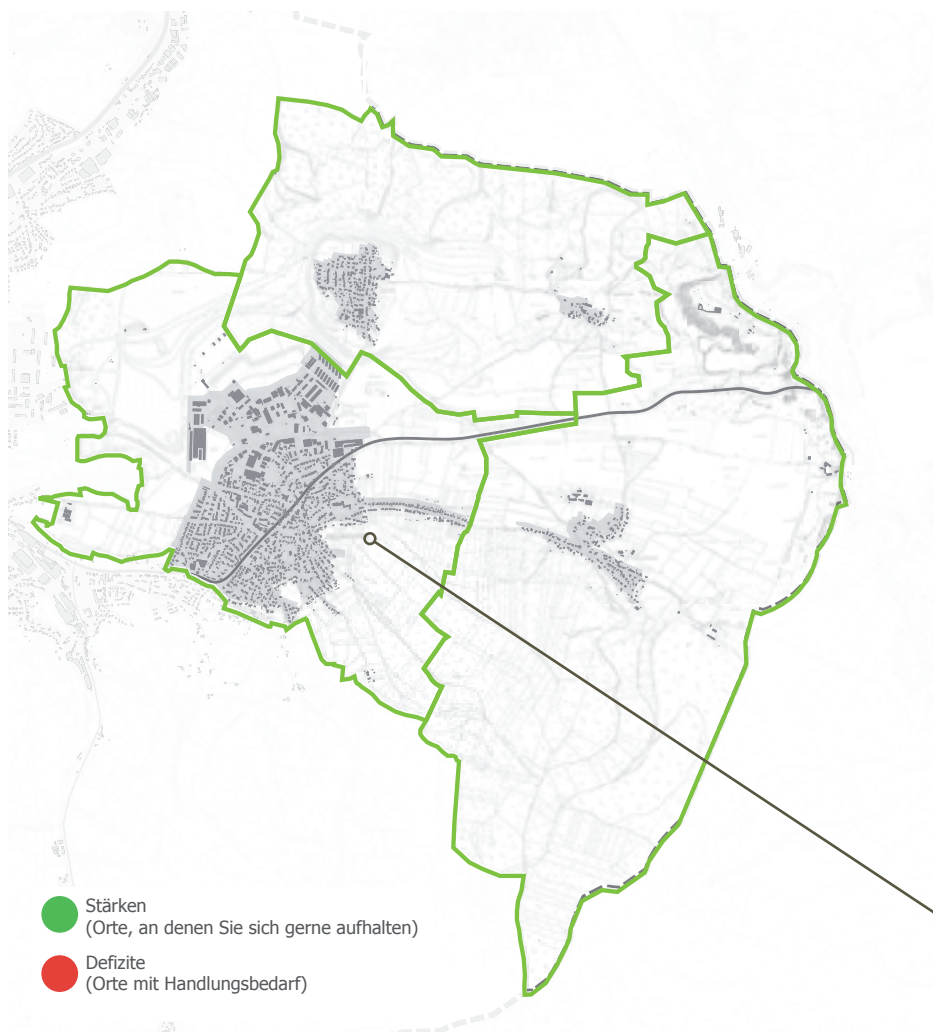 Stärken
(Orte, an denen Sie sich gerne aufhalten)
Defizite
(Orte mit Handlungsbedarf)